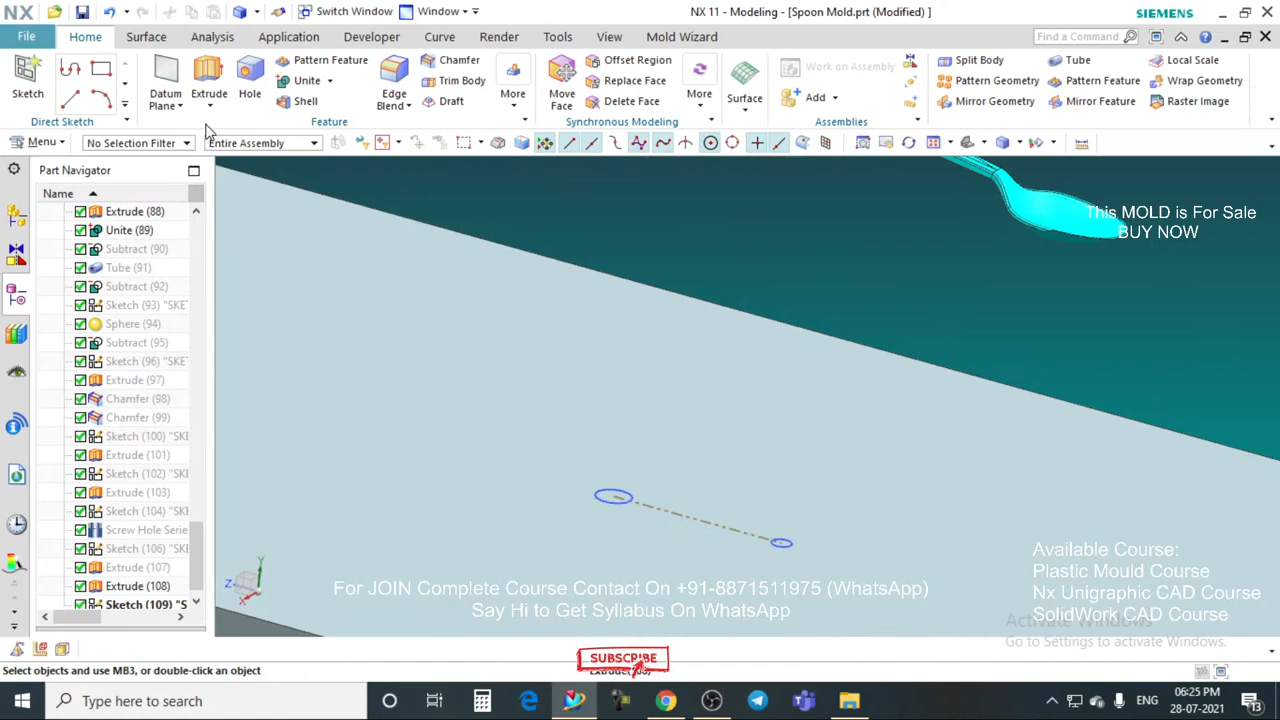 NX
Switch Window
Window
NX 11 - Modeling - [Spoon Mold.prt (Modified) ]
SIEMENS
File
Home
Surface
Analysis
Application
Developer
Curve
Render
Tools
View
Mold Wizard
Find a Command
Sketch
Datum
Plane
Extrude
Hole
Pattern Feature
Unite
Shell
Edge
Blend
Chamfer
Trim Body
Draft
More
Move
Face
Offset Region
Replace Face
Delete Face
More
Surface
Work on Assembly
Add
Split Body
Pattern Geometry
Mirror Geometry
Tube
Pattern Feature
Mirror Feature
Local Scale
Wrap Geometry
Raster Image
Direct Sketch
Feature
Synchronous Modeling
Assemblies
Menu
No Selection Filter
Entire Assembly
Part Navigator
Name
Extrude (88)
Unite (89)
Subtract (90)
Tube (91)
Subtract (92)
Sketch (93) "SKE
Sphere (94)
Subtract (95)
Sketch (96) "SKE
Extrude (97)
Chamfer (98)
Chamfer (99)
Sketch (100) "SK
Extrude (101)
Sketch (102) "SK
Extrude (103)
Sketch (104) "SK
Screw Hole Serie
Sketch (106) "SK
Extrude (107)
Extrude (108)
Sketch (109) "S
This MOLD is For Sale
BUY NOW
Z
Y
X
For JOIN Complete Course Contact On +91-8871511975 (WhatsApp)
Say Hi to Get Syllabus On WhatsApp
Available Course:
Plastic Mould Course
Nx Unigraphic CAD Course
SolidWork CAD Course
Activate Windows
Go to Settings to activate Windows.
SUBSCRIBE
Select objects and use MB3, or double-click an object
Type here to search
ENG
06:25 PM
28-07-2021
13